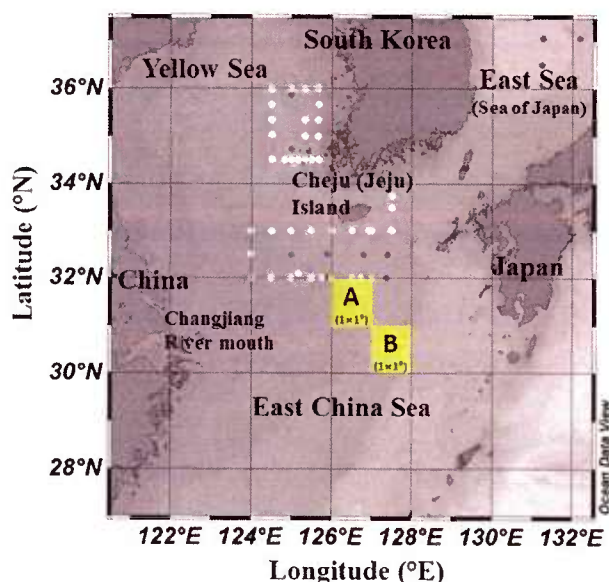 South Korea
Yellow Sea
East Sea
(Sea of Japan)
36°N
34°N
32°N
30°N
28°N
Latitude (°N)
Cheju (Jeju)
Island
China
Japan
A
(1×1°)
Changjiang
River mouth
B
(1×1°)
East China Sea
Ocean Data View
122°E 124°E 126°E 128°E 130°E 132°E
Longitude (°E)